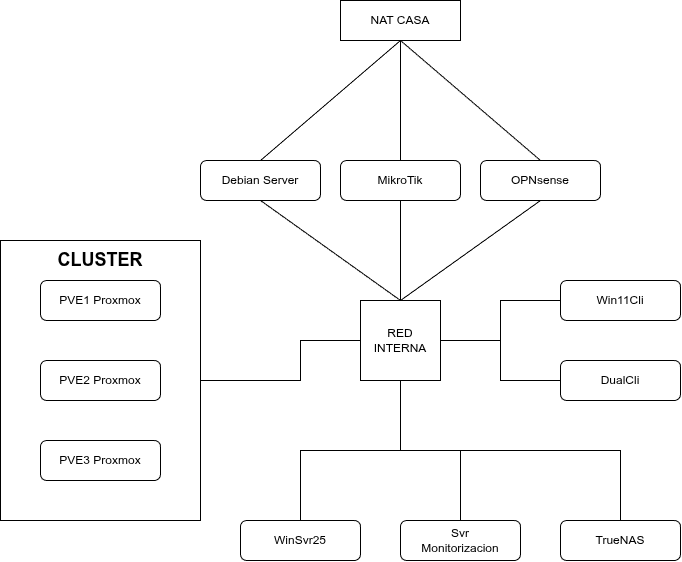 NAT CASA
Debian Server
MikroTik
OPNsense
CLUSTER
PVE1 Proxmox
PVE2 Proxmox
PVE3 Proxmox
RED
INTERNA
Win11Cli
DualCli
WinSvr25
Svr
Monitorizacion
TrueNAS